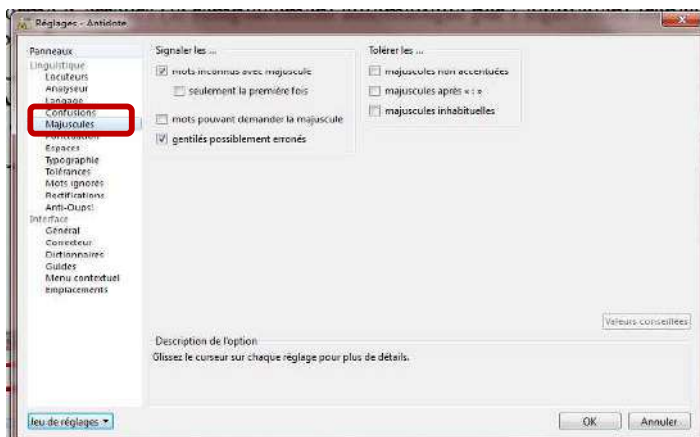 Réglages - Antidote
Panneaux
Linguistique
Locuteurs
Analyseur
Langage
Confusions
Majuscules
Ponctuation
Espaces
Typographie
Tolérances
Mots ignorés
Rectifications
Anti-Oups!
Interface
Général
Correcteur
Dictionnaires
Guides
Menu contextuel
Emplacements
Signaler les ...
mots inconnus avec majuscule
seulement la première fois
mots pouvant demander la majuscule
gentilés possiblement erronés
Tolérer les ...
majuscules non accentuées
majuscules après « : »
majuscules inhabituelles
Valeurs conseillées
Description de l'option
Glissez le curseur sur chaque réglage pour plus de détails.
Jeu de réglages
OK
Annuler